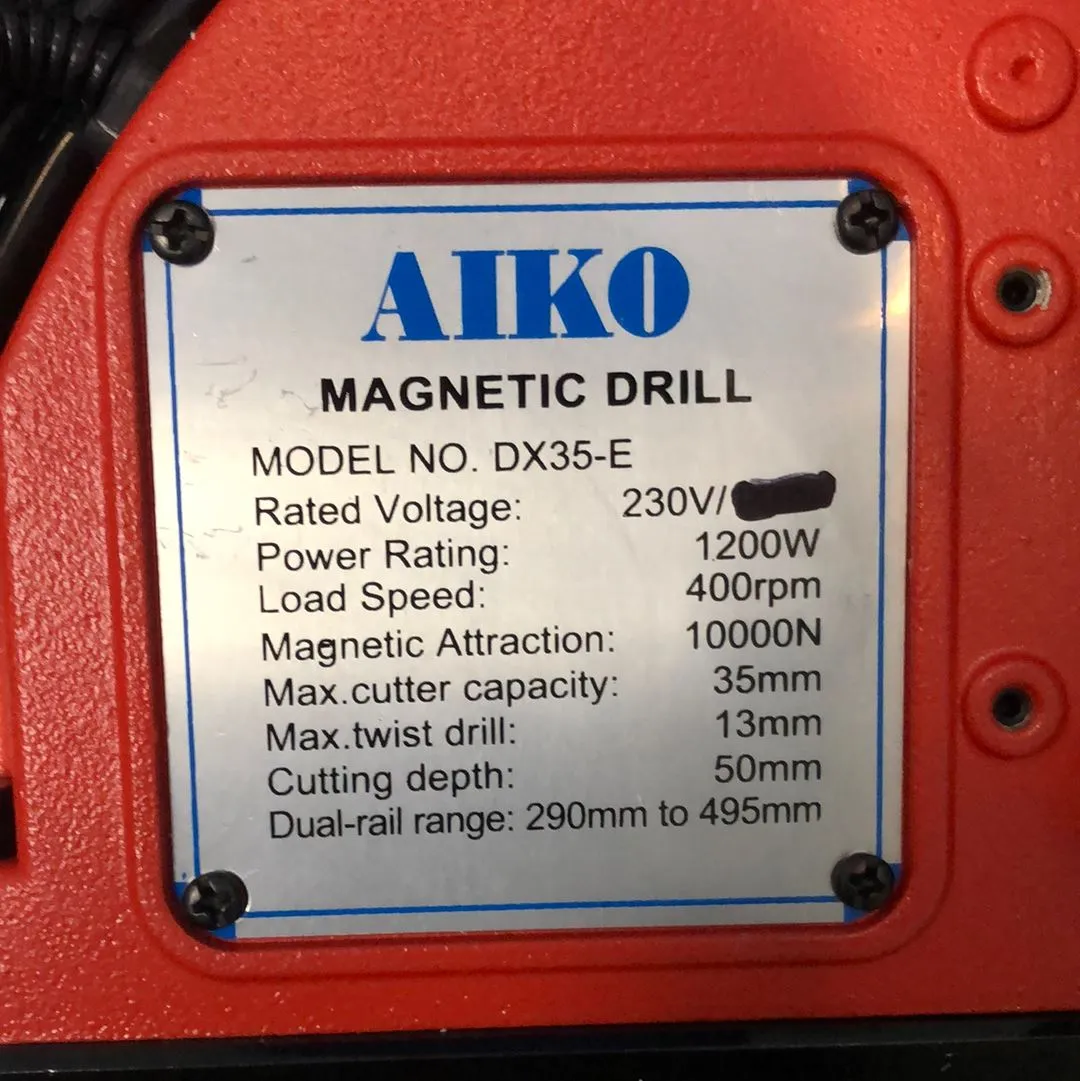 AIKO
MAGNETIC DRILL
MODEL NO. DX35-E
Rated Voltage: 230V/
Power Rating: 1200W
Load Speed: 400rpm
Magnetic Attraction: 10000N
Max.cutter capacity: 35mm
Max.twist drill: 13mm
Cutting depth: 50mm
Dual-rail range: 290mm to 495mm